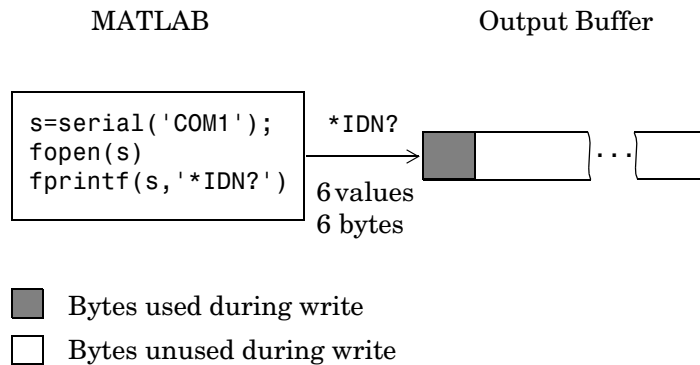 MATLAB
Output Buffer
s=serial('COM1');
fopen(s)
fprintf(s,'*IDN?')
*IDN?
6 values
6 bytes
...
Bytes used during write
Bytes unused during write